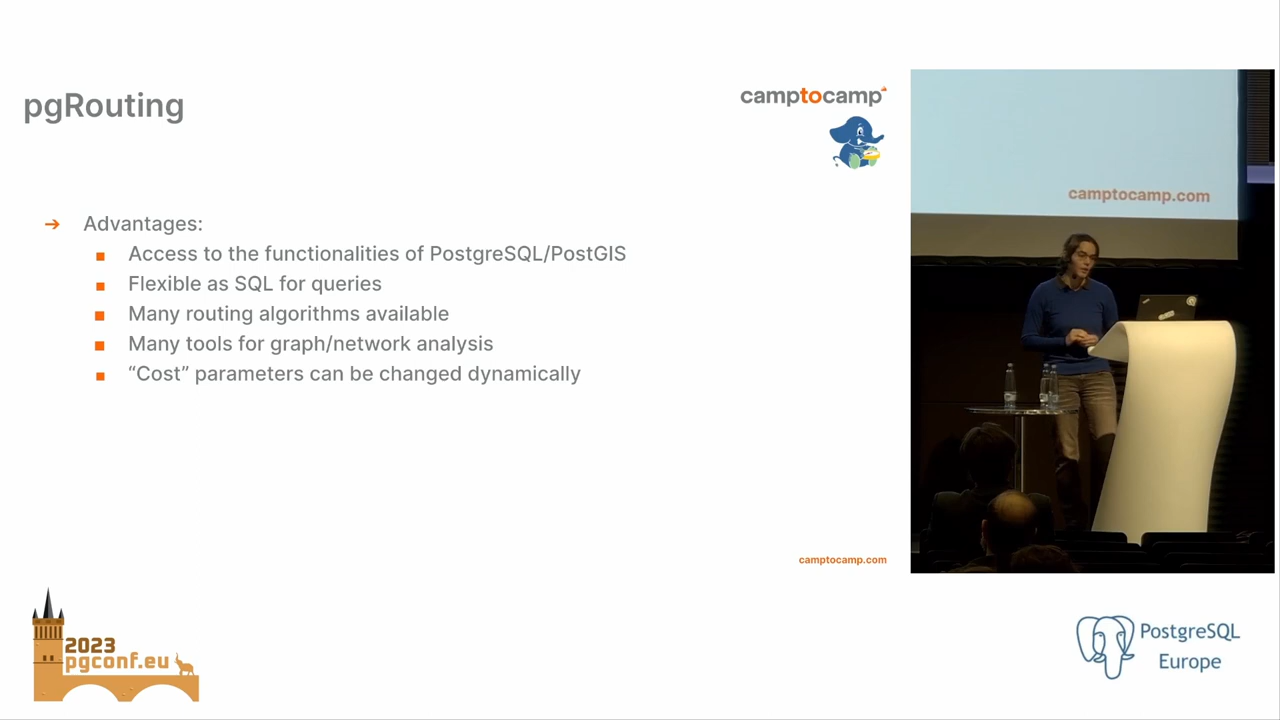 pgRouting
camptocamp
➔ Advantages:
■ Access to the functionalities of PostgreSQL/PostGIS
■ Flexible as SQL for queries
■ Many routing algorithms available
■ Many tools for graph/network analysis
■ “Cost” parameters can be changed dynamically
camptocamp.com
camptocamp.com
2023
pgconf.eu
PostgreSQL
Europe